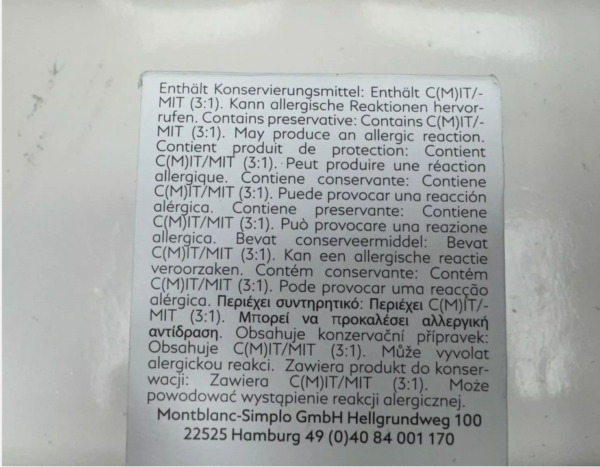 Enthält Konservierungsmittel: Enthält C(M)IT/-
MIT (3:1). Kann allergische Reaktionen hervor-
rufen. Contains preservative: Contains C(M)IT/-
MIT (3:1). May produce an allergic reaction.
Contient produit de protection: Contient
C(M)IT/MIT (3:1). Peut produire une réaction
allergique. Contiene conservante: Contiene
C(M)IT/MIT (3:1). Puede provocar una reacción
alérgica. Contiene preservante: Contiene
C(M)IT/MIT (3:1). Può provocare una reazione
allergica. Bevat conserveermiddel: Bevat
C(M)IT/MIT (3:1). Kan een allergische reactie
veroorzaken. Contém conservante: Contém
C(M)IT/MIT (3:1). Pode provocar uma reacção
alérgica. Περιέχει συντηρητικό: Περιέχει C(M)IT/-
MIT (3:1). Μπορεί να προκαλέσει αλλεργική
αντίδραση. Obsahuje konzervační přípravek:
Obsahuje C(M)IT/MIT (3:1). Může vyvolat
alergickou reakci. Zawiera produkt do konser-
wacji: Zawiera C(M)IT/MIT (3:1). Może
powodować wystąpienie reakcji alergicznej.
Montblanc-Simplo GmbH Hellgrundweg 100
22525 Hamburg 49 (0)40 84 001 170